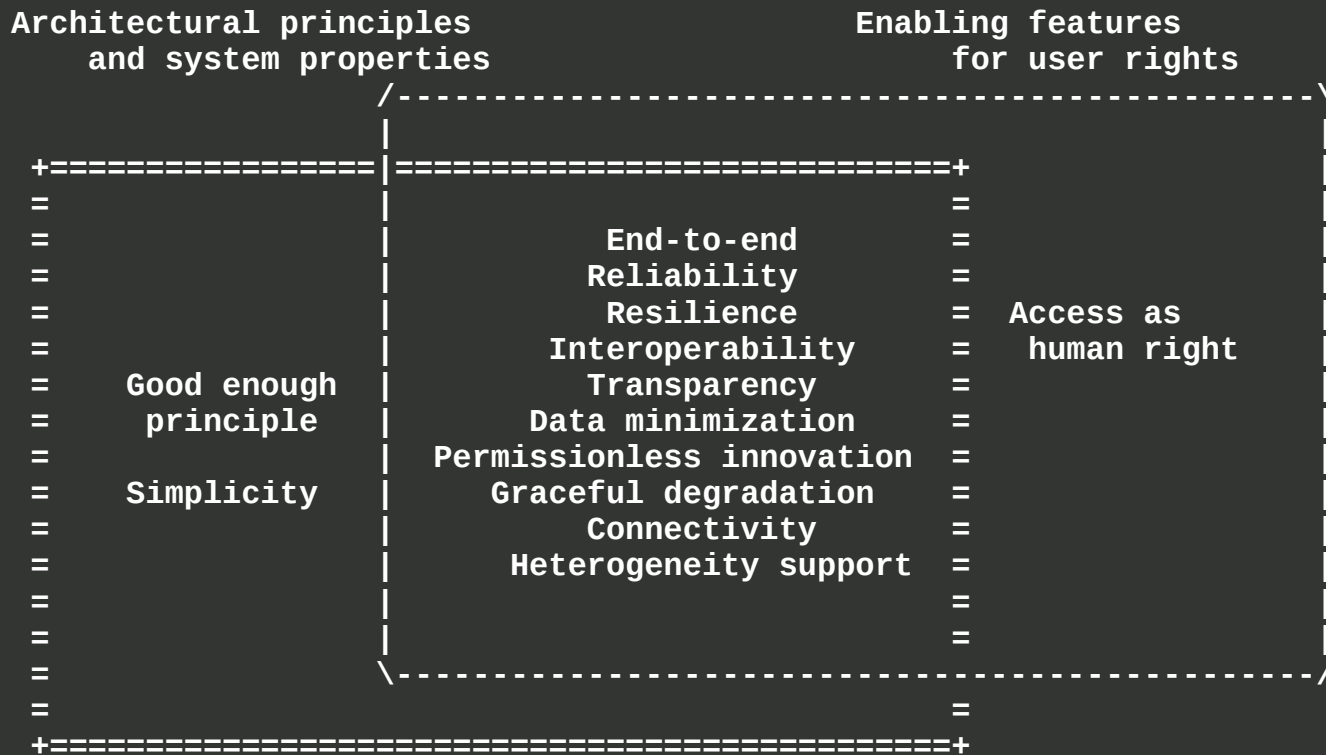 Architectural principles Enabling features
and system properties for user rights
End-to-end
Reliability
Resilience Access as
Interoperability human right
Good enough Transparency
principle Data minimization
Permissionless innovation
Simplicity Graceful degradation
Connectivity
Heterogeneity support